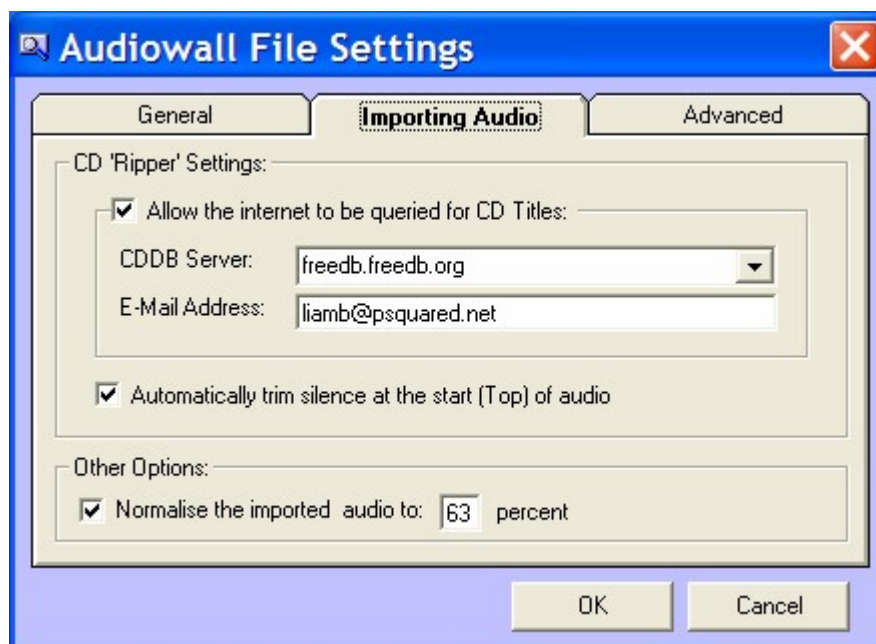 Audiowall File Settings
General Importing Audio Advanced
CD 'Ripper' Settings:
Allow the internet to be queried for CD Titles:
CDDB Server: freedb.freedb.org
E-Mail Address: liamb@psquared.net
Automatically trim silence at the start (Top) of audio
Other Options:
Normalise the imported audio to: 63 percent
OK Cancel